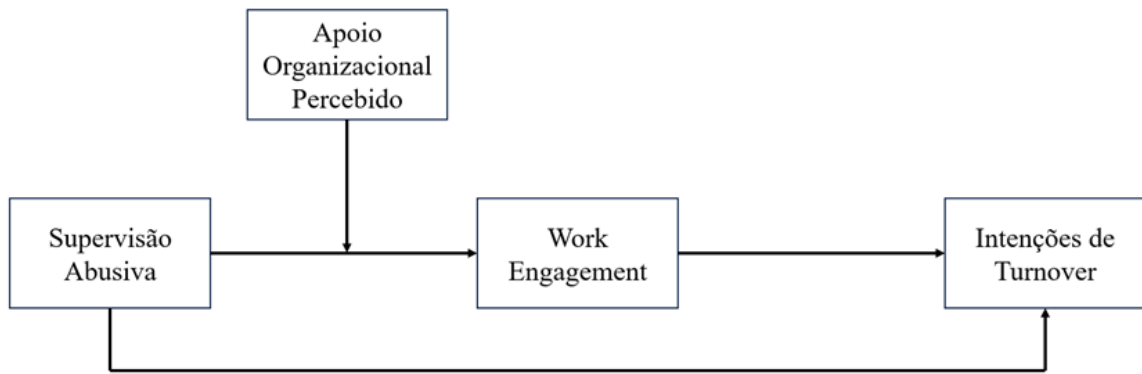 Apoio
Organizacional
Percebido
Supervisão
Abusiva
Work
Engagement
Intenções de
Turnover